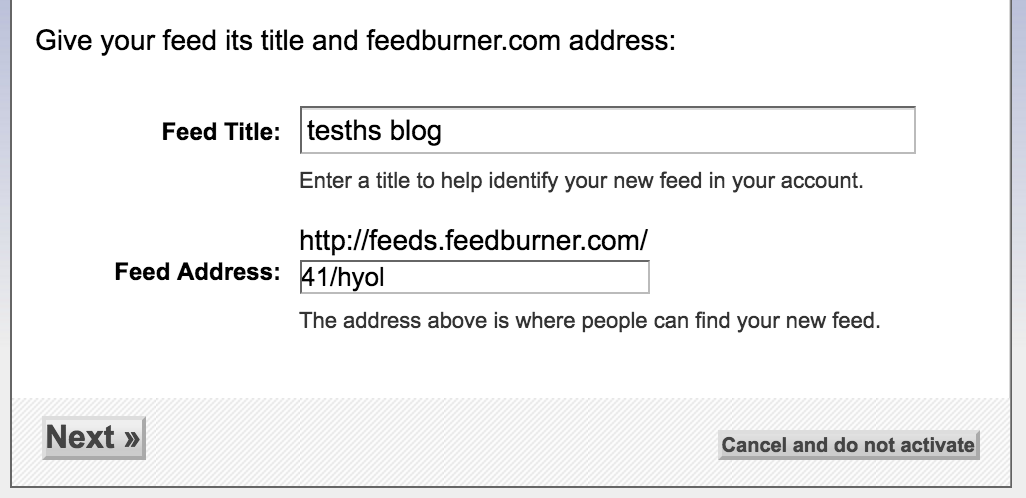 Give your feed its title and feedburner.com address:
Feed Title: tesths blog
Enter a title to help identify your new feed in your account.
http://feeds.feedburner.com/
Feed Address: 41/hyol
The address above is where people can find your new feed.
Next » Cancel and do not activate